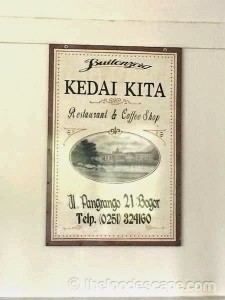 Buitenzorg
KEDAI KITA
Restaurant & Coffee Shop
Jl. Pangrango 21 Bogor
Telp. (0251) 324160
© thefoodescape.com